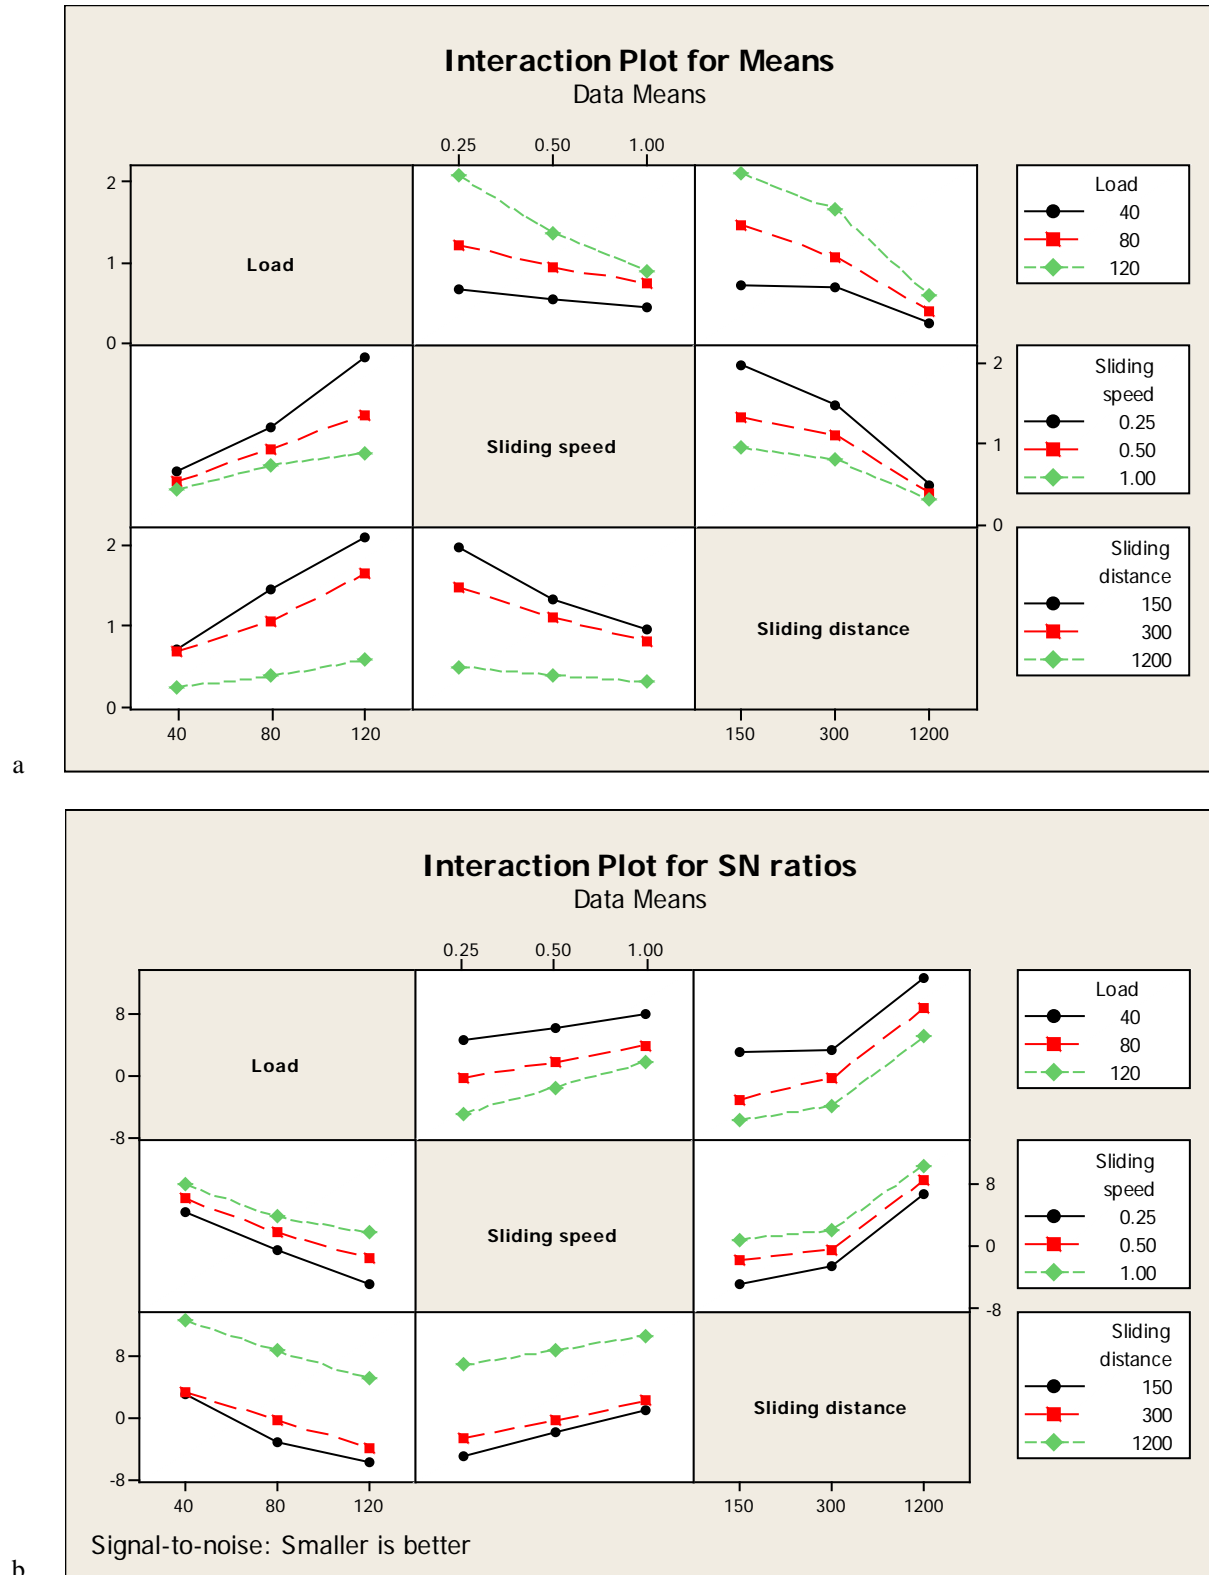 Interaction Plot for Means
Data Means
0.25 0.50 1.00
2
1
0
Load
Load
40
80
120
Sliding speed
2
1
0
Sliding
speed
0.25
0.50
1.00
2
1
0
Sliding distance
Sliding
distance
150
300
1200
40 80 120
150 300 1200
a
Interaction Plot for SN ratios
Data Means
0.25 0.50 1.00
8
0
-8
Load
Load
40
80
120
Sliding speed
8
0
-8
Sliding
speed
0.25
0.50
1.00
8
0
-8
Sliding distance
Sliding
distance
150
300
1200
40 80 120
150 300 1200
Signal-to-noise: Smaller is better
b